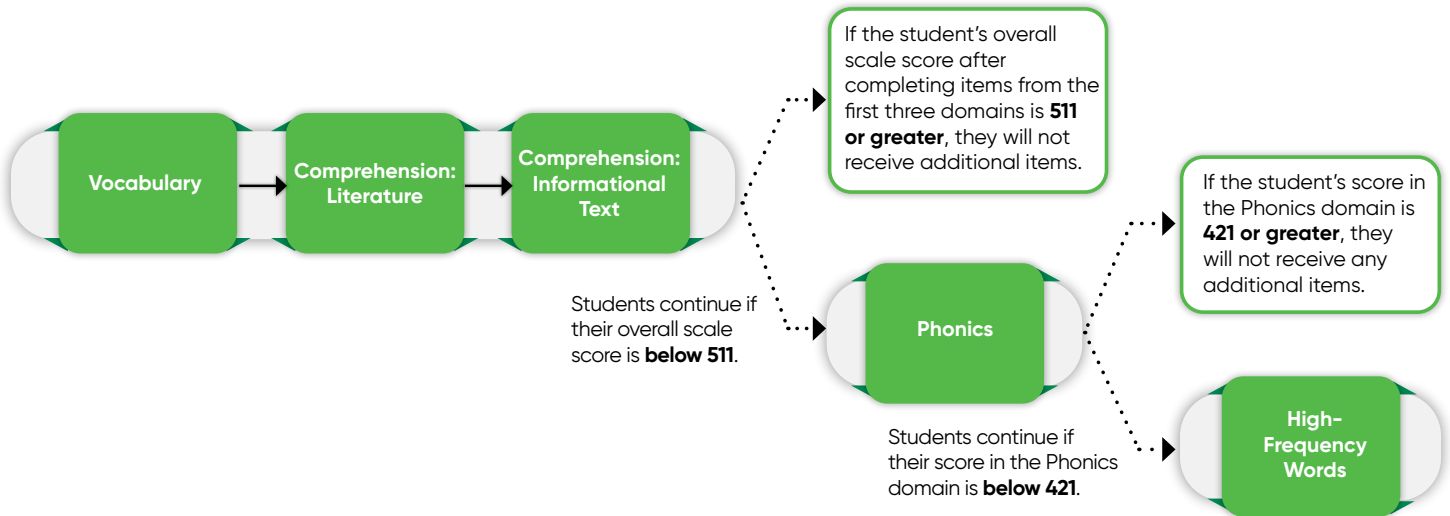 If the student’s overall
scale score after
completing items from the
first three domains is 511
or greater, they will not
receive additional items.
Vocabulary
Comprehension:
Literature
Comprehension:
Informational
Text
If the student’s score in
the Phonics domain is
421 or greater, they
will not receive any
additional items.
Students continue if
their overall scale
score is below 511.
Phonics
Students continue if
their score in the Phonics
domain is below 421.
High-
Frequency
Words